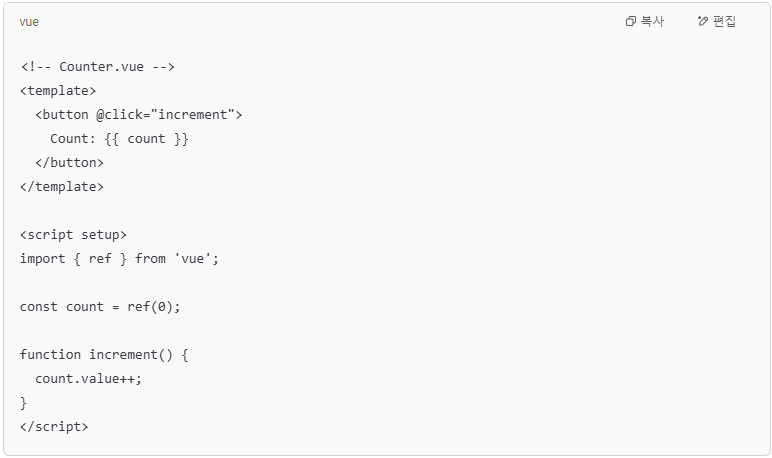 vue
복사
편집
<!-- Counter.vue -->
<template>
  <button @click="increment">
    Count: {{ count }}
  </button>
</template>

<script setup>
import { ref } from 'vue';

const count = ref(0);

function increment() {
  count.value++;
}
</script>